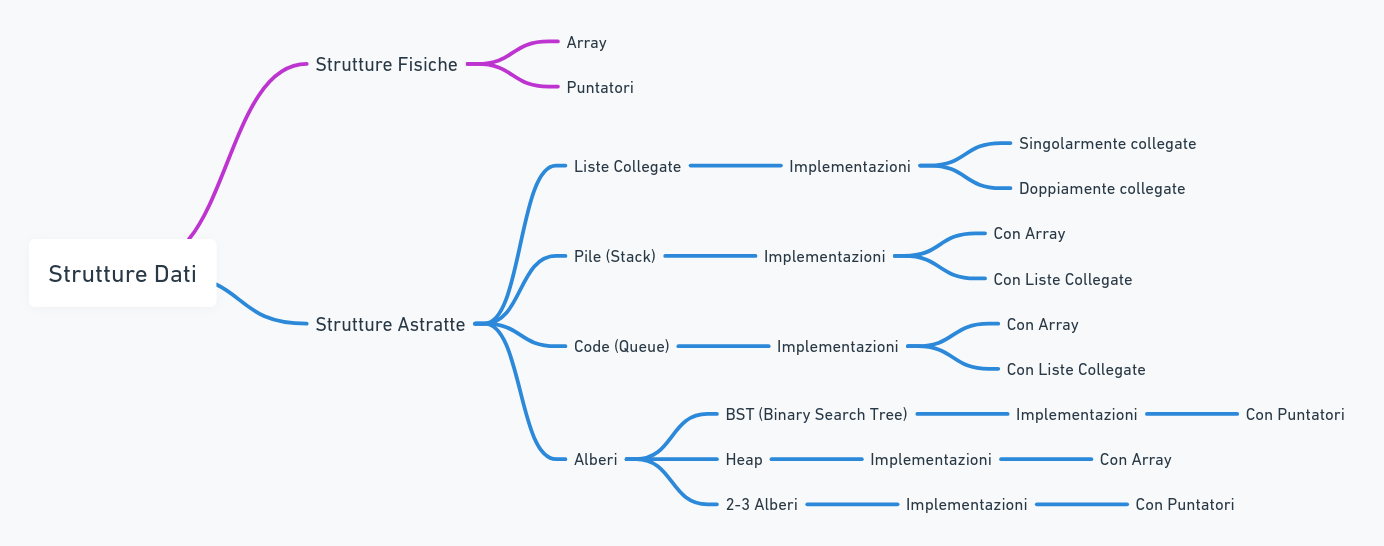 Strutture Dati
Strutture Fisiche
Array
Puntatori
Strutture Astratte
Liste Collegate
Implementazioni
Singolarmente collegate
Doppiamente collegate
Pile (Stack)
Implementazioni
Con Array
Con Liste Collegate
Code (Queue)
Implementazioni
Con Array
Con Liste Collegate
Alberi
BST (Binary Search Tree)
Implementazioni
Con Puntatori
Heap
Implementazioni
Con Array
2-3 Alberi
Implementazioni
Con Puntatori